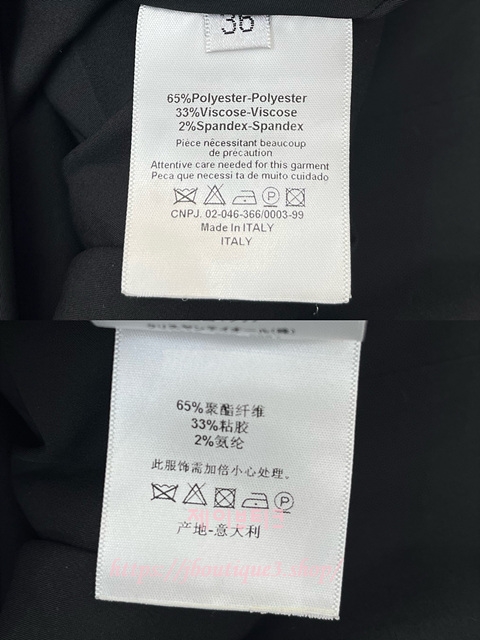 36
65%Polyester-Polyester
33%Viscose-Viscose
2%Spandex-Spandex
Pièce nécessitant beaucoup
de précaution
Attentive care needed for this garment
Peca que necessi ta de muito cuidado
P
CNPJ. 02-046-366/0003-99
Made In ITALY
ITALY
65%聚酯纤维
33%粘胶
2%氨纶
此服饰需加倍小心处理。
P
产地-意大利